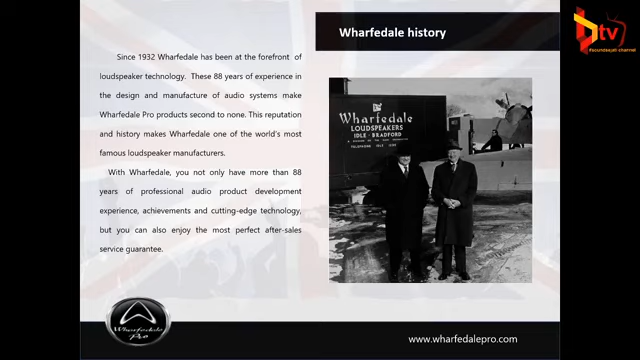 Wharfedale history
tv
Since 1932 Wharfedale has been at the forefront of
loudspeaker technology. These 88 years of experience in
the design and manufacture of audio systems make
Wharfedale Pro products second to none. This reputation
and history makes Wharfedale one of the world's most
famous loudspeaker manufacturers.
With Wharfedale, you not only have more than 88
years of professional audio product development
experience, achievements and cutting-edge technology,
but you can also enjoy the most perfect after-sales
service guarantee.
Wharfedale
LOUDSPEAKERS
IDLE - BRADFORD
Wharfedale
Pro
www.wharfedalepro.com